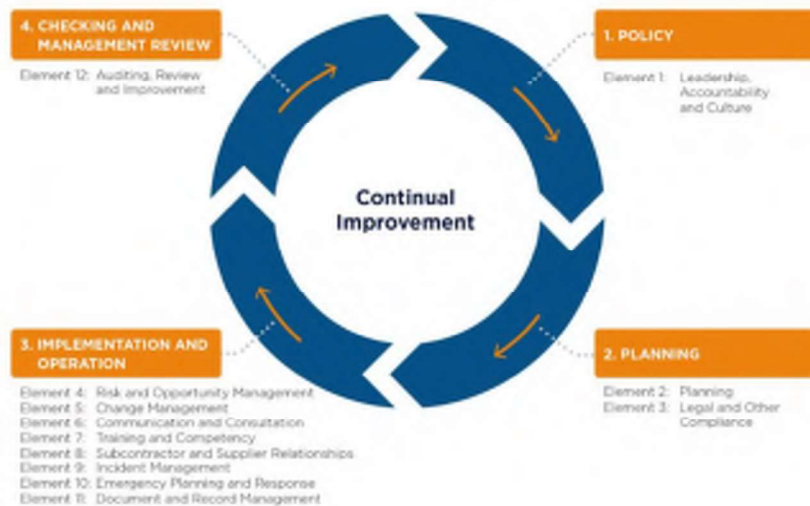 4. CHECKING AND
MANAGEMENT REVIEW
Element 12: Auditing, Review
and Improvement
1. POLICY
Element 1: Leadership,
Accountability
and Culture
Continual
Improvement
3. IMPLEMENTATION AND
OPERATION
Element 4: Risk and Opportunity Management
Element 5: Change Management
Element 6: Communication and Consultation
Element 7: Training and Competency
Element 8: Subcontractor and Supplier Relationships
Element 9: Incident Management
Element 10: Emergency Planning and Response
Element 11: Document and Record Management
2. PLANNING
Element 2: Planning
Element 3: Legal and Other
Compliance